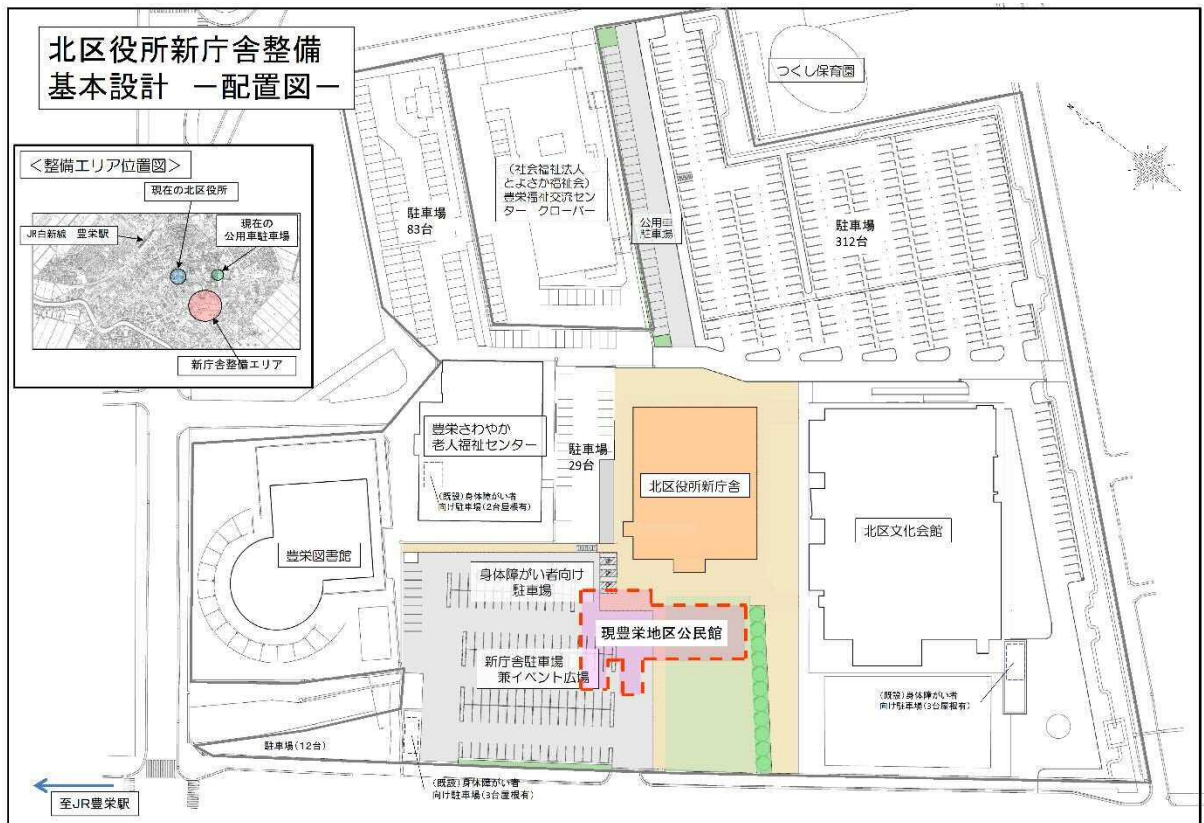 北区役所新庁舎整備
基本設計 －配置図－
＜整備エリア位置図＞
現在の北区役所
JR白新線 豊栄駅
現在の
公用車駐車場
新庁舎整備エリア
つくし保育園
（社会福祉法人
とよさか福祉会）
豊栄福祉交流セン
ター クローバー
駐車場
83台
公用車
駐車場
駐車場
312台
豊栄さわやか
老人福祉センター
（既設）身体障がい者
向け駐車場（2台屋根有）
駐車場
29台
北区役所新庁舎
北区文化会館
豊栄図書館
身体障がい者向け
駐車場
現豊栄地区公民館
新庁舎駐車場
兼イベント広場
（既設）身体障がい者
向け駐車場（3台屋根有）
駐車場（12台）
（既設）身体障がい者
向け駐車場（3台屋根有）
至JR豊栄駅